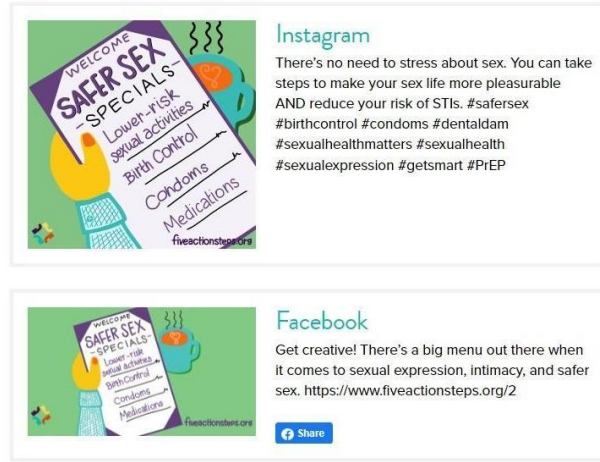 WELCOME
SAFER SEX
-SPECIALS-
Lower-risk
sexual activities
Birth Control
Condoms
Medications
fiveactionsteps.org
Instagram
There's no need to stress about sex. You can take
steps to make your sex life more pleasurable
AND reduce your risk of STIs. #safersex
#birthcontrol #condoms #dentaldam
#sexualhealthmatters #sexualhealth
#sexualexpression #getsmart #PrEP
WELCOME
SAFER SEX
-SPECIALS-
Lower-risk
sexual activities
Birth Control
Condoms
Medications
fiveactionsteps.org
Facebook
Get creative! There's a big menu out there when
it comes to sexual expression, intimacy, and safer
sex. https://www.fiveactionsteps.org/2
Share